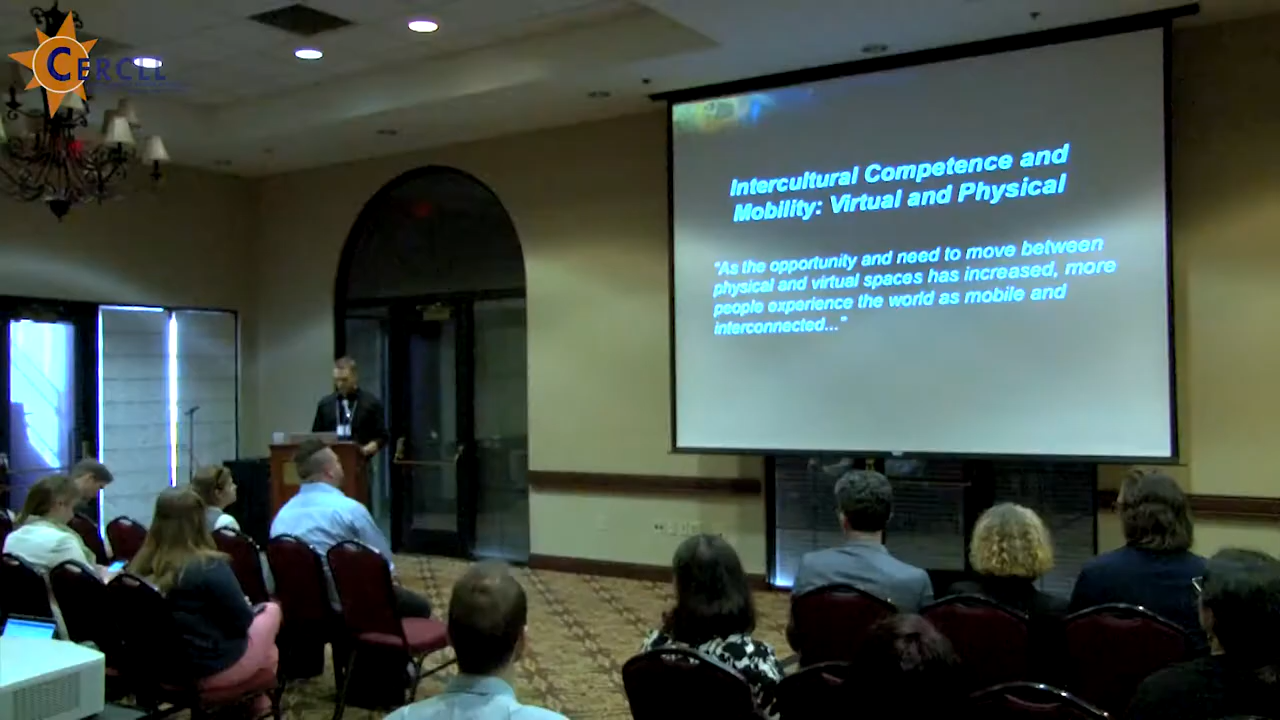 CERCLL
Intercultural Competence and
Mobility: Virtual and Physical
"As the opportunity and need to move between
physical and virtual spaces has increased, more
people experience the world as mobile and
interconnected..."